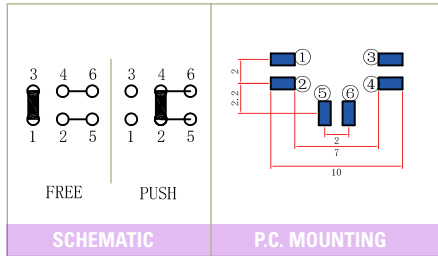 3 4 6 3 4 6
1 2 5 1 2 5
FREE PUSH
SCHEMATIC
① ③
2
② ④
2.2
⑤ ⑥
2
7
10
P.C. MOUNTING